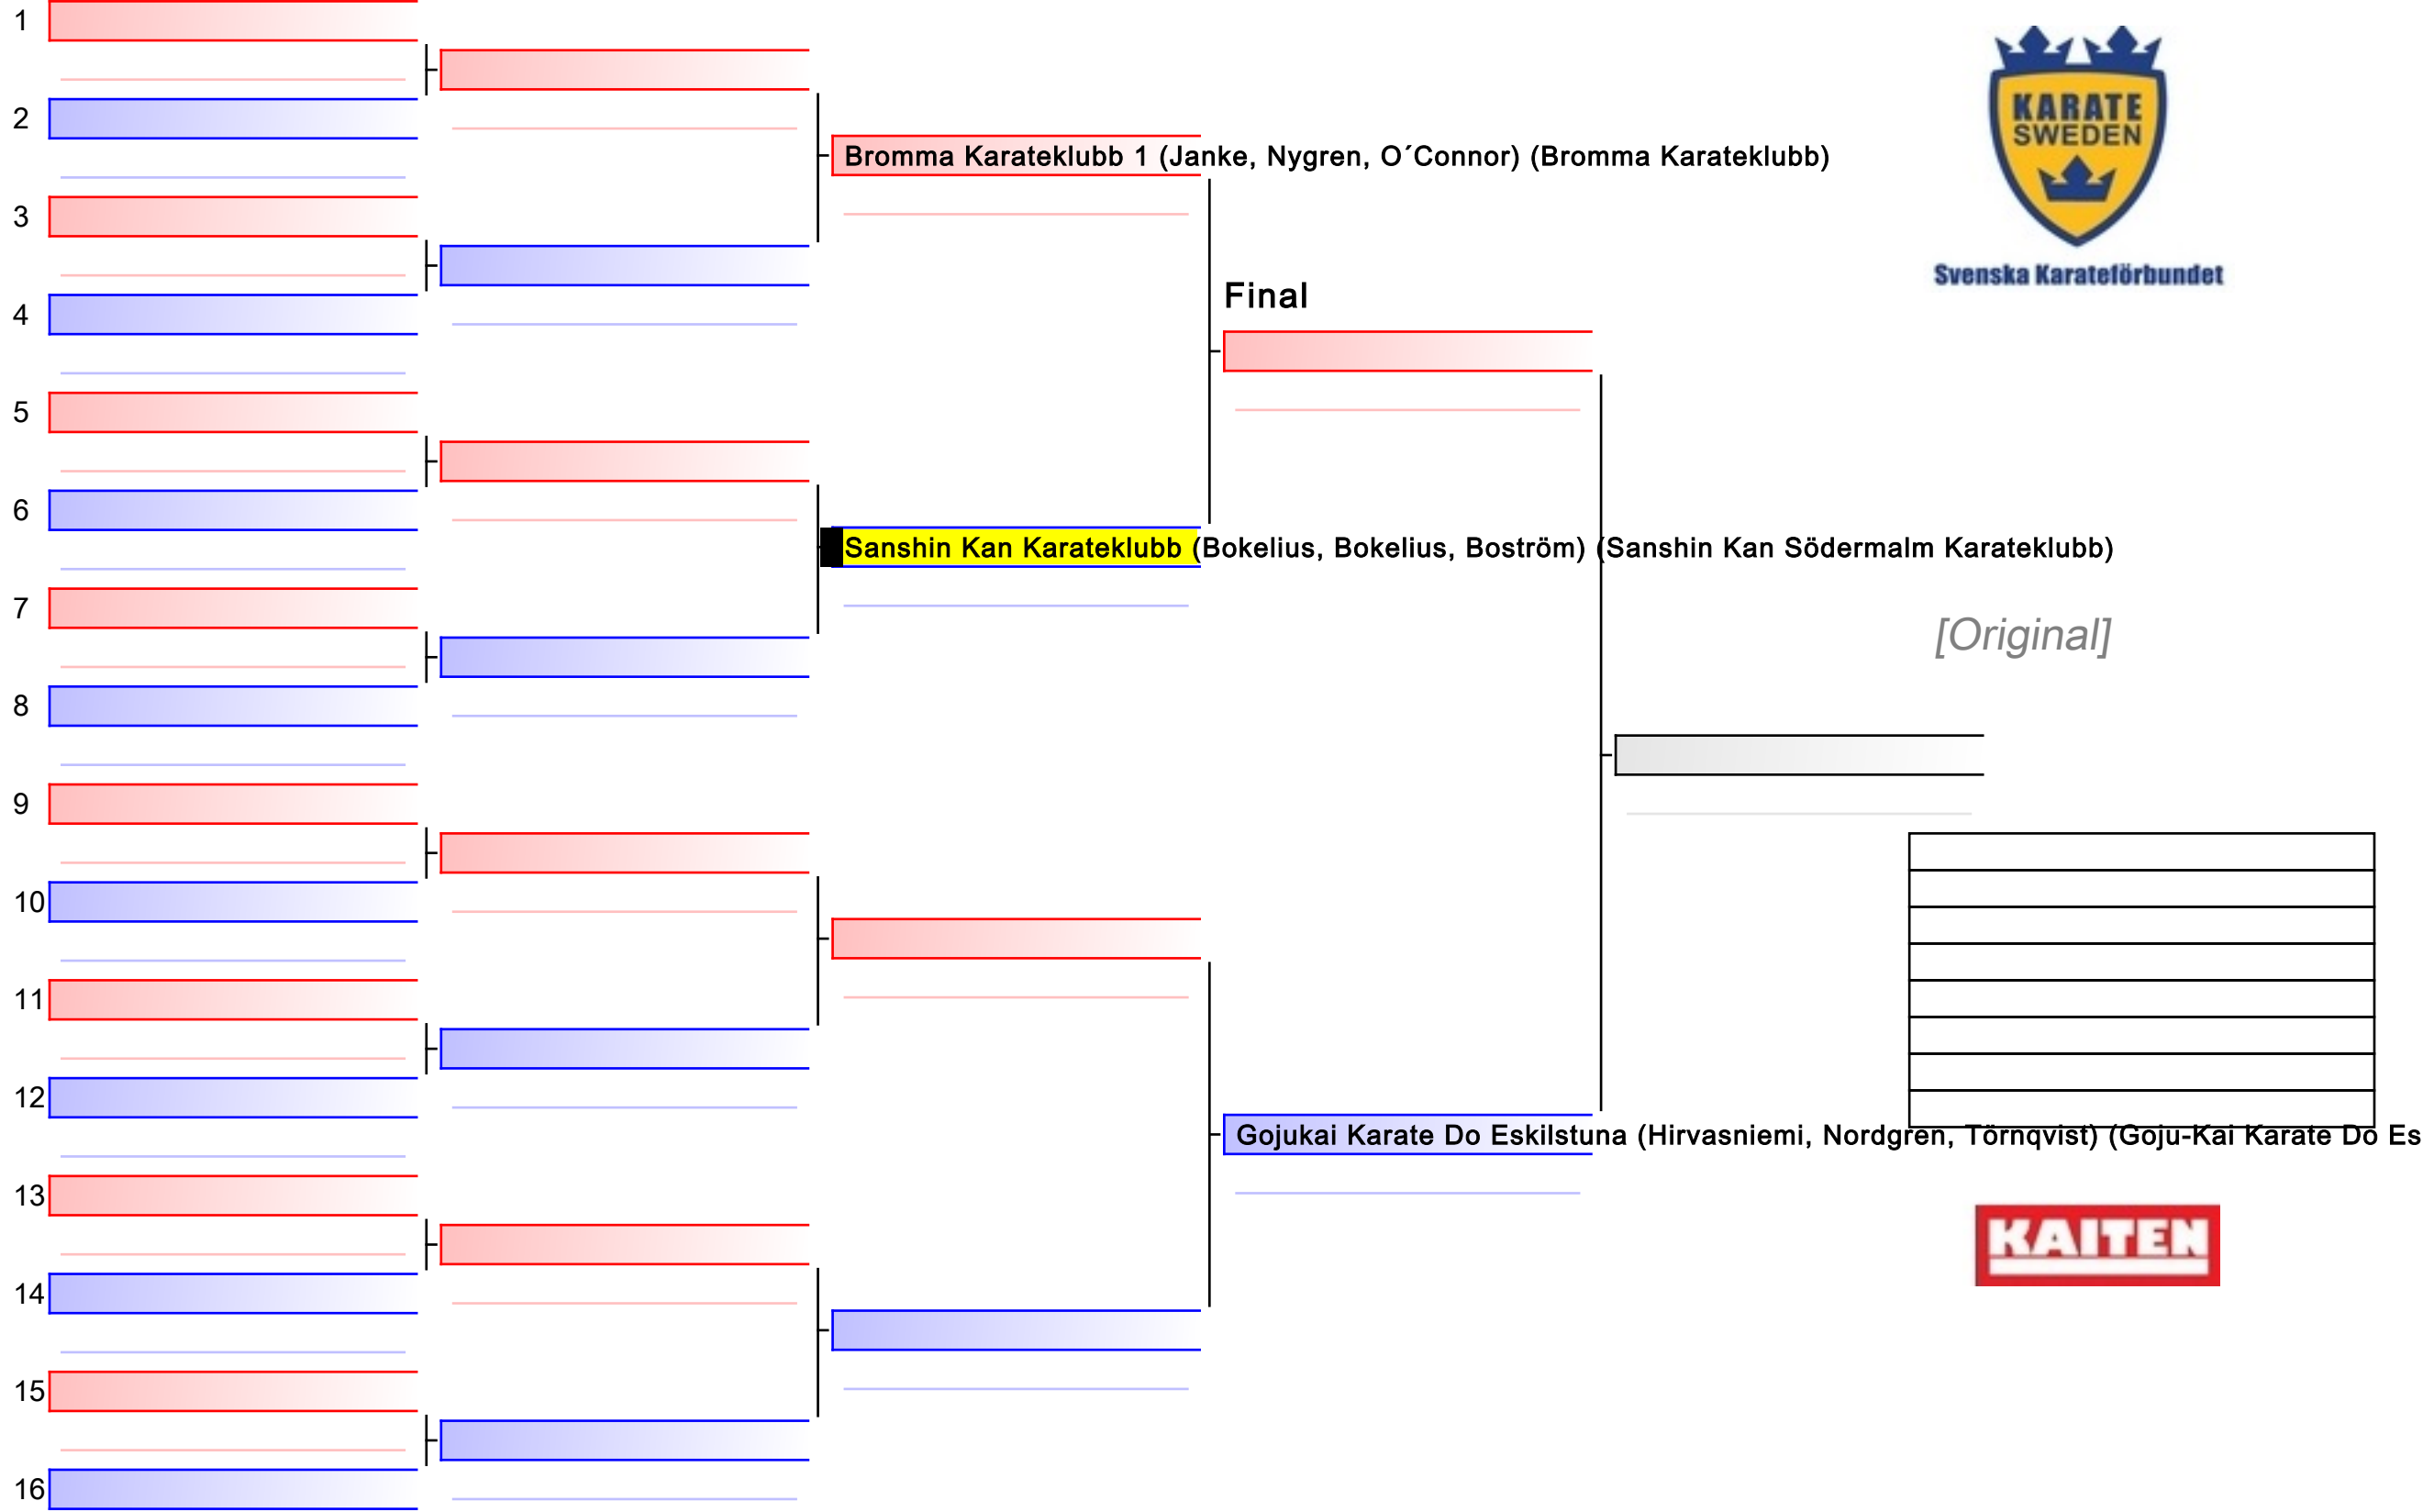 1
2
3
4
5
6
7
8
9
10
11
12
13
14
15
16
Bromma Karateklubb 1 (Janke, Nygren, O´Connor) (Bromma Karateklubb)
Sanshin Kan Karateklubb (Bokelius, Bokelius, Boström) (Sanshin Kan Södermalm Karateklubb)
Final
Gojukai Karate Do Eskilstuna (Hirvasniemi, Nordgren, Törnqvist) (Goju-Kai Karate Do Es
KARATE
SWEDEN
Svenska Karateförbundet
[Original]
KAITEN